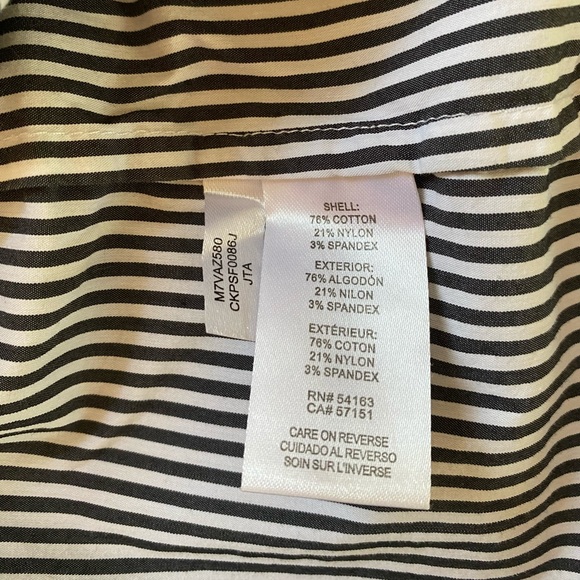 M7VAZ580
CKPSF0086J
JTA
SHELL:
76% COTTON
21% NYLON
3% SPANDEX
EXTERIOR:
76% ALGODÓN
21% NILON
3% SPANDEX
EXTÉRIEUR:
76% COTON
21% NYLON
3% SPANDEX
RN# 54163
CA# 57151
CARE ON REVERSE
CUIDADO AL REVERSO
SOIN SUR L'INVERSE